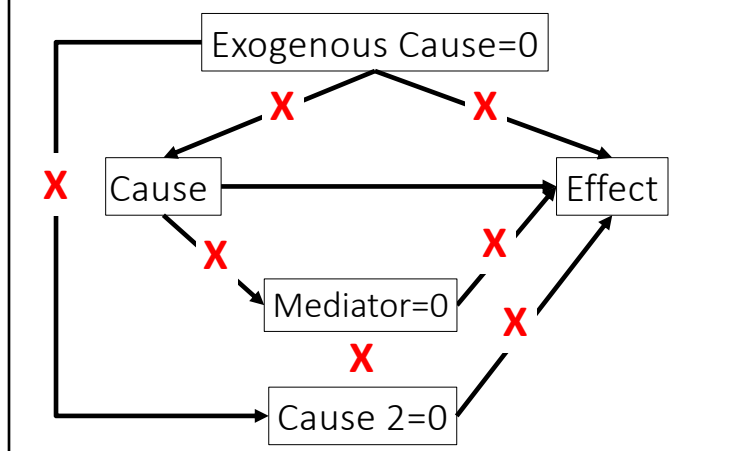 Exogenous Cause=0
X
X
X
Cause
Effect
X
X
Mediator=0
X
X
Cause 2=0